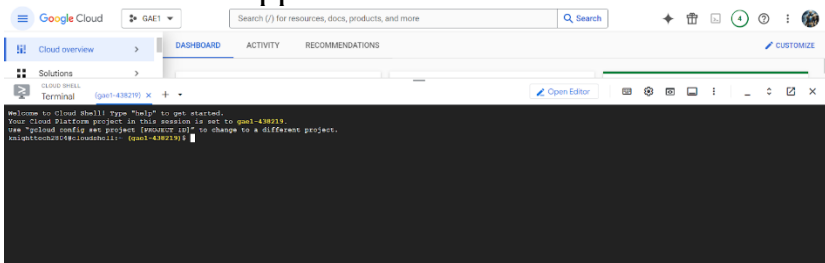 Google Cloud
GAE1
Search (/) for resources, docs, products, and more
Search
4
Cloud overview
DASHBOARD
ACTIVITY
RECOMMENDATIONS
CUSTOMIZE
Solutions
CLOUD SHELL
Terminal
(gae1-438219)
Open Editor
Welcome to Cloud Shell! Type "help" to get started.
Your Cloud Platform project in this session is set to gae1-438219.
Use "gcloud config set project [PROJECT ID]" to change to a different project.
(gae1-438219)$